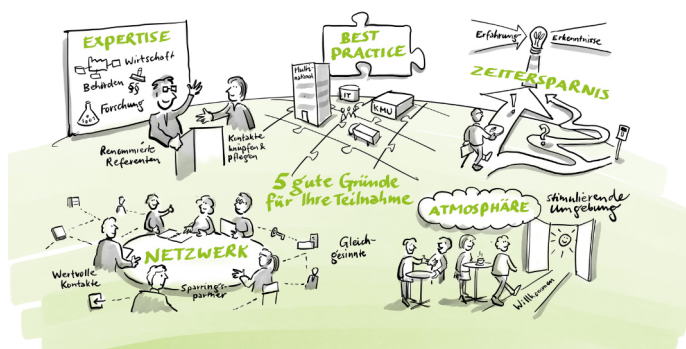 EXPERTISE
Wirtschaft
Behörden
§§
Forschung
Renommierte
Referenten
Kontakte
knüpfen &
pflegen
BEST
PRACTICE
Multi-
national
IT
KMU
Erfahrung
Erkenntnisse
ZEITERSPARNIS
!
?
5 gute Gründe
für Ihre Teilnahme
NETZWERK
Wertvolle
Kontakte
Sparrings-
partner
Gleich-
gesinnte
ATMOSPHÄRE
stimulierende
Umgebung
Willkommen